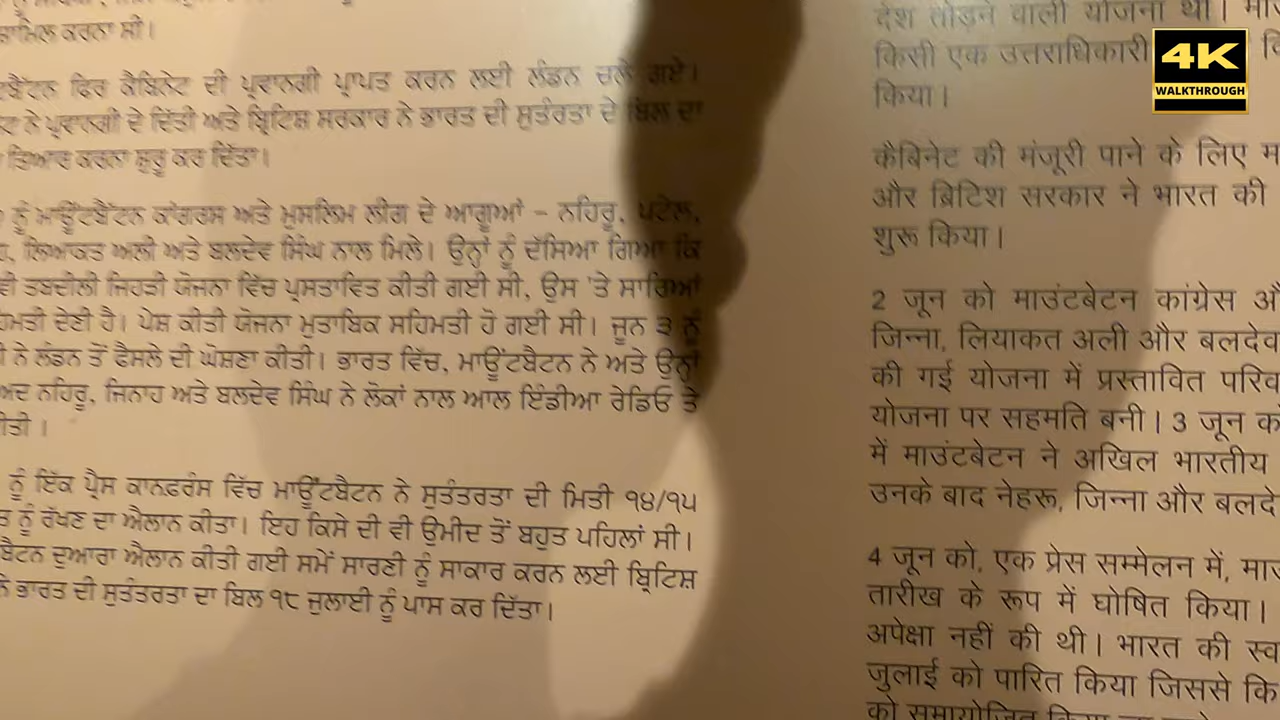 ਤਾਮਿਲ ਕਰਨਾ ਸੀ।
ਫਿਰ ਕੈਬਿਨੇਟ ਦੀ ਪ੍ਰਵਾਨਗੀ ਪ੍ਰਾਪਤ ਕਰਨ ਲਈ ਲੰਡਨ ਚਲੇ ਗਏ।
ਨੇ ਪ੍ਰਵਾਨਗੀ ਦੇ ਦਿੱਤੀ ਅਤੇ ਬ੍ਰਿਟਿਸ਼ ਸਰਕਾਰ ਨੇ ਭਾਰਤ ਦੀ ਸੁਤੰਤਰਤਾ ਦੇ ਬਿਲ ਦਾ
ਤਿਆਰ ਕਰਨਾ ਸ਼ੁਰੂ ਕਰ ਦਿੱਤਾ।
ਨੂੰ ਮਾਊਂਟਬੈਟਨ ਕਾਂਗਰਸ ਅਤੇ ਮੁਸਲਿਮ ਲੀਗ ਦੇ ਆਗੂਆਂ – ਨਹਿਰੂ, ਪਟੇਲ,
ਲਿਆਕਤ ਅਲੀ ਅਤੇ ਬਲਦੇਵ ਸਿੰਘ ਨਾਲ ਮਿਲੇ। ਉਨ੍ਹਾਂ ਨੂੰ ਦੱਸਿਆ ਗਿਆ ਕਿ
ਵੀ ਤਬਦੀਲੀ ਜਿਹੜੀ ਯੋਜਨਾ ਵਿੱਚ ਪ੍ਰਸਤਾਵਿਤ ਕੀਤੀ ਗਈ ਸੀ, ਉਸ 'ਤੇ ਸਾਰਿਆਂ
ਦੇਣੀ ਹੈ। ਪੇਸ਼ ਕੀਤੀ ਯੋਜਨਾ ਮੁਤਾਬਿਕ ਸਹਿਮਤੀ ਹੋ ਗਈ ਸੀ। ਜੂਨ ੩ ਨੂੰ
ਨੇ ਲੰਡਨ ਤੋਂ ਫੈਸਲੇ ਦੀ ਘੋਸ਼ਣਾ ਕੀਤੀ। ਭਾਰਤ ਵਿੱਚ, ਮਾਊਂਟਬੈਟਨ ਨੇ ਅਤੇ ਉਨ੍ਹਾਂ
ਨਹਿਰੂ, ਜਿਨਾਹ ਅਤੇ ਬਲਦੇਵ ਸਿੰਘ ਨੇ ਲੋਕਾਂ ਨਾਲ ਆਲ ਇੰਡੀਆ ਰੇਡਿਓ ਤੇ
ਨੂੰ ਇੱਕ ਪ੍ਰੈਸ ਕਾਨਫ਼ਰੰਸ ਵਿੱਚ ਮਾਊਂਟਬੈਟਨ ਨੇ ਸੁਤੰਤਰਤਾ ਦੀ ਮਿਤੀ ੧੪/੧੫
ਨੂੰ ਰੱਖਣ ਦਾ ਐਲਾਨ ਕੀਤਾ। ਇਹ ਕਿਸੇ ਦੀ ਵੀ ਉਮੀਦ ਤੋਂ ਬਹੁਤ ਪਹਿਲਾਂ ਸੀ।
ਦੁਆਰਾ ਐਲਾਨ ਕੀਤੀ ਗਈ ਸਮੇਂ ਸਾਰਣੀ ਨੂੰ ਸਾਕਾਰ ਕਰਨ ਲਈ ਬ੍ਰਿਟਿਸ਼
ਨੇ ਭਾਰਤ ਦੀ ਸੁਤੰਤਰਤਾ ਦਾ ਬਿਲ ੧੮ ਜੁਲਾਈ ਨੂੰ ਪਾਸ ਕਰ ਦਿੱਤਾ।
देश तोड़ने वाली योजना थी।
किसी एक उत्तराधिकारी
किया।
कैबिनेट की मंजूरी पाने के लिए
और ब्रिटिश सरकार ने भारत की
शुरू किया।
2 जून को माउंटबेटन कांग्रेस
जिन्ना, लियाकत अली और बलदेव
की गई योजना में प्रस्तावित
योजना पर सहमति बनी। 3 जून
में माउंटबेटन ने अखिल भारतीय
उनके बाद नेहरू, जिन्ना और
4 जून को, एक प्रेस सम्मेलन में,
तारीख के रूप में घोषित किया।
अपेक्षा नहीं की थी। भारत की
जुलाई को पारित किया जिससे
4K
WALKTHROUGH